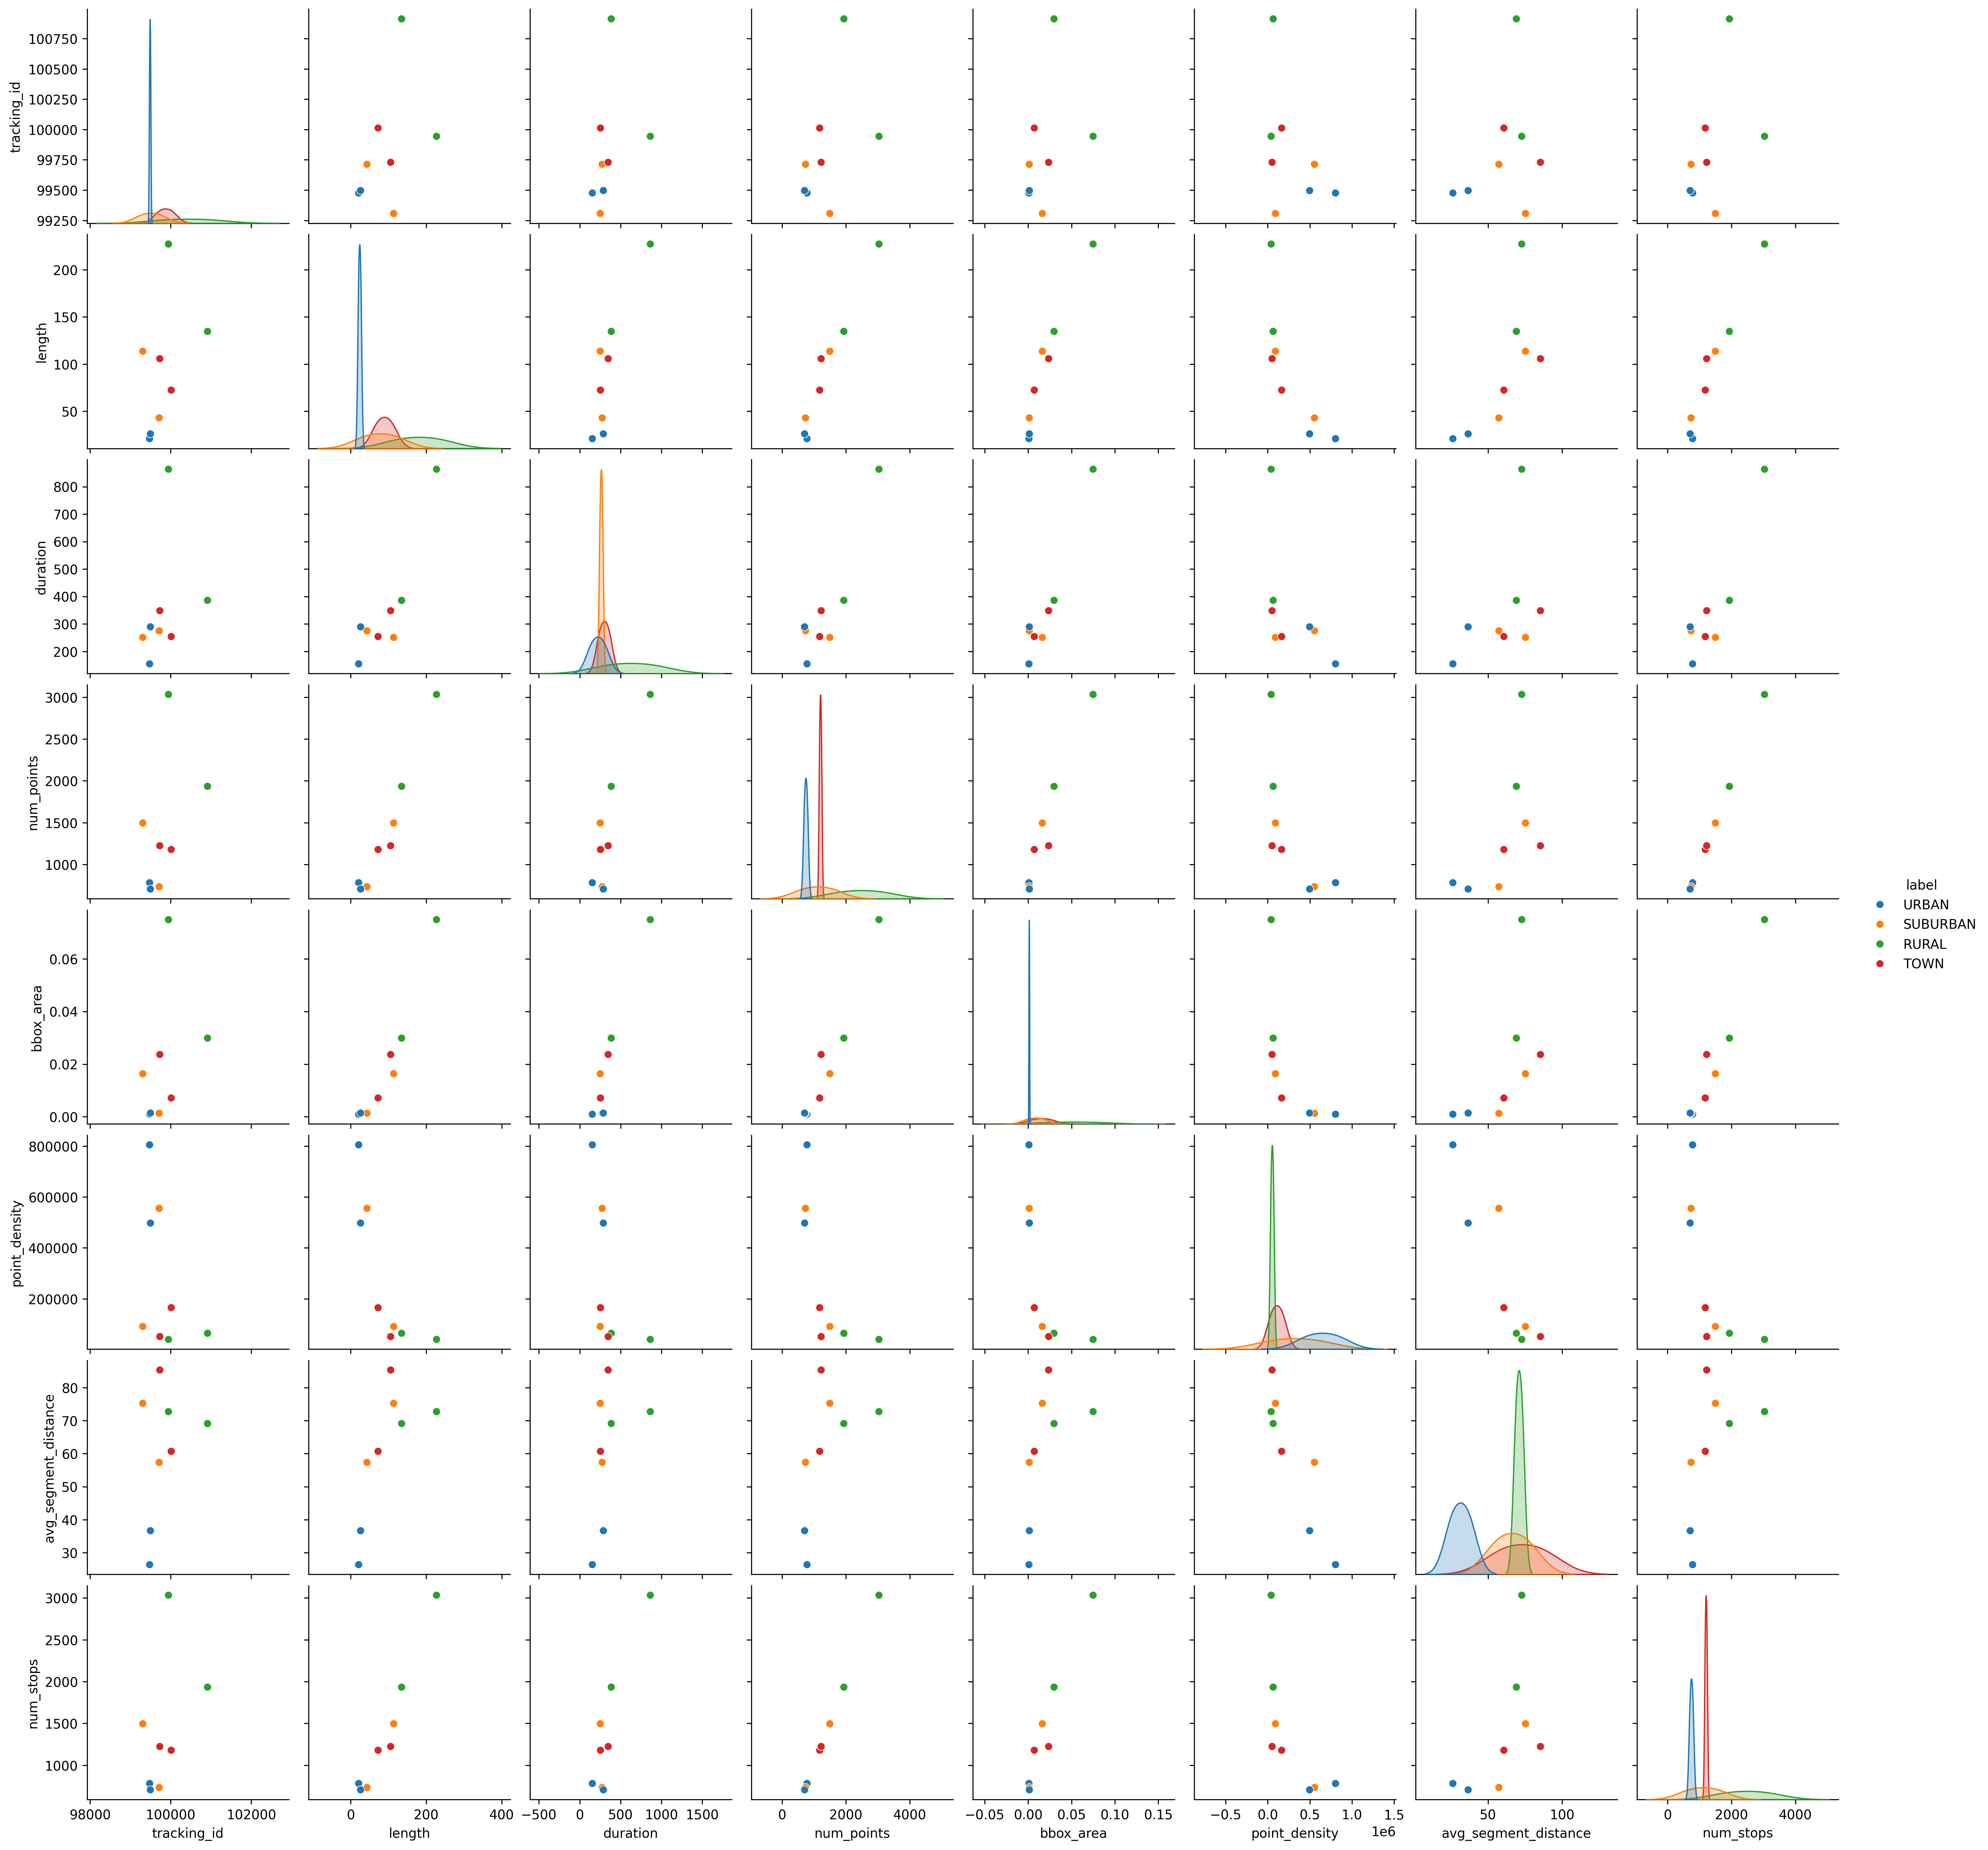 100750
100500
100250
100000
99750
99500
99250
tracking_id
200
150
100
50
length
800
700
600
500
400
300
200
duration
3000
2500
2000
1500
1000
num_points
0.06
0.04
0.02
0.00
bbox_area
800000
600000
400000
200000
point_density
80
70
60
50
40
30
avg_segment_distance
3000
2500
2000
1500
1000
num_stops
98000 100000 102000
tracking_id
0 200 400
length
−500 0 500 1000 1500
duration
0 2000 4000
num_points
−0.05 0.00 0.05 0.10 0.15
bbox_area
−0.5 0.0 0.5 1.0 1.5
1e6
point_density
50 100
avg_segment_distance
0 2000 4000
num_stops
label
URBAN
SUBURBAN
RURAL
TOWN